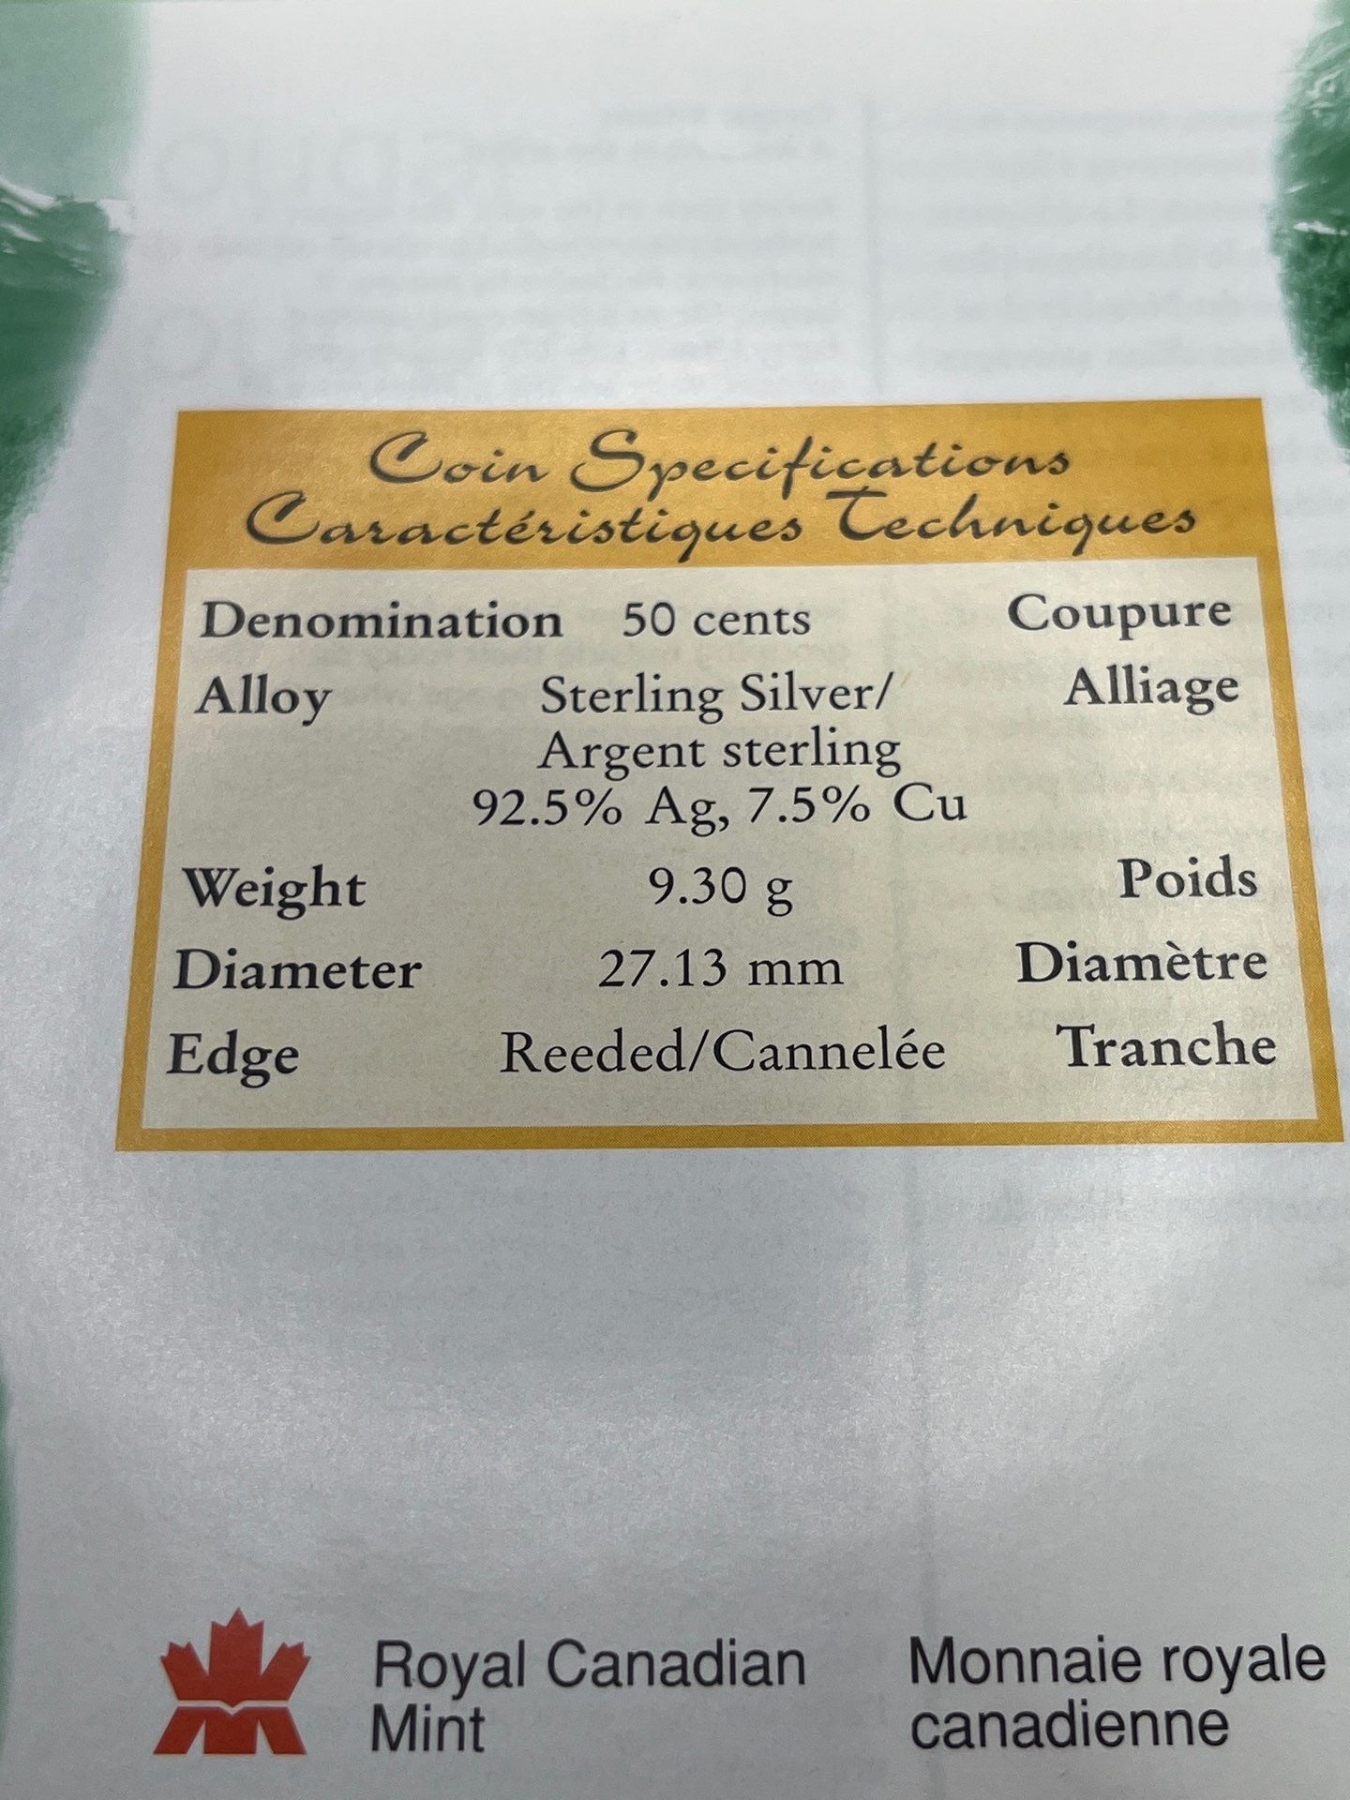 Coin Specifications
Caractéristiques Techniques
Denomination 50 cents Coupure
Alloy Sterling Silver/ Alliage
Argent sterling
92.5% Ag, 7.5% Cu
Weight 9.30 g Poids
Diameter 27.13 mm Diamètre
Edge Reeded/Cannelée Tranche
Royal Canadian Monnaie royale
Mint canadienne